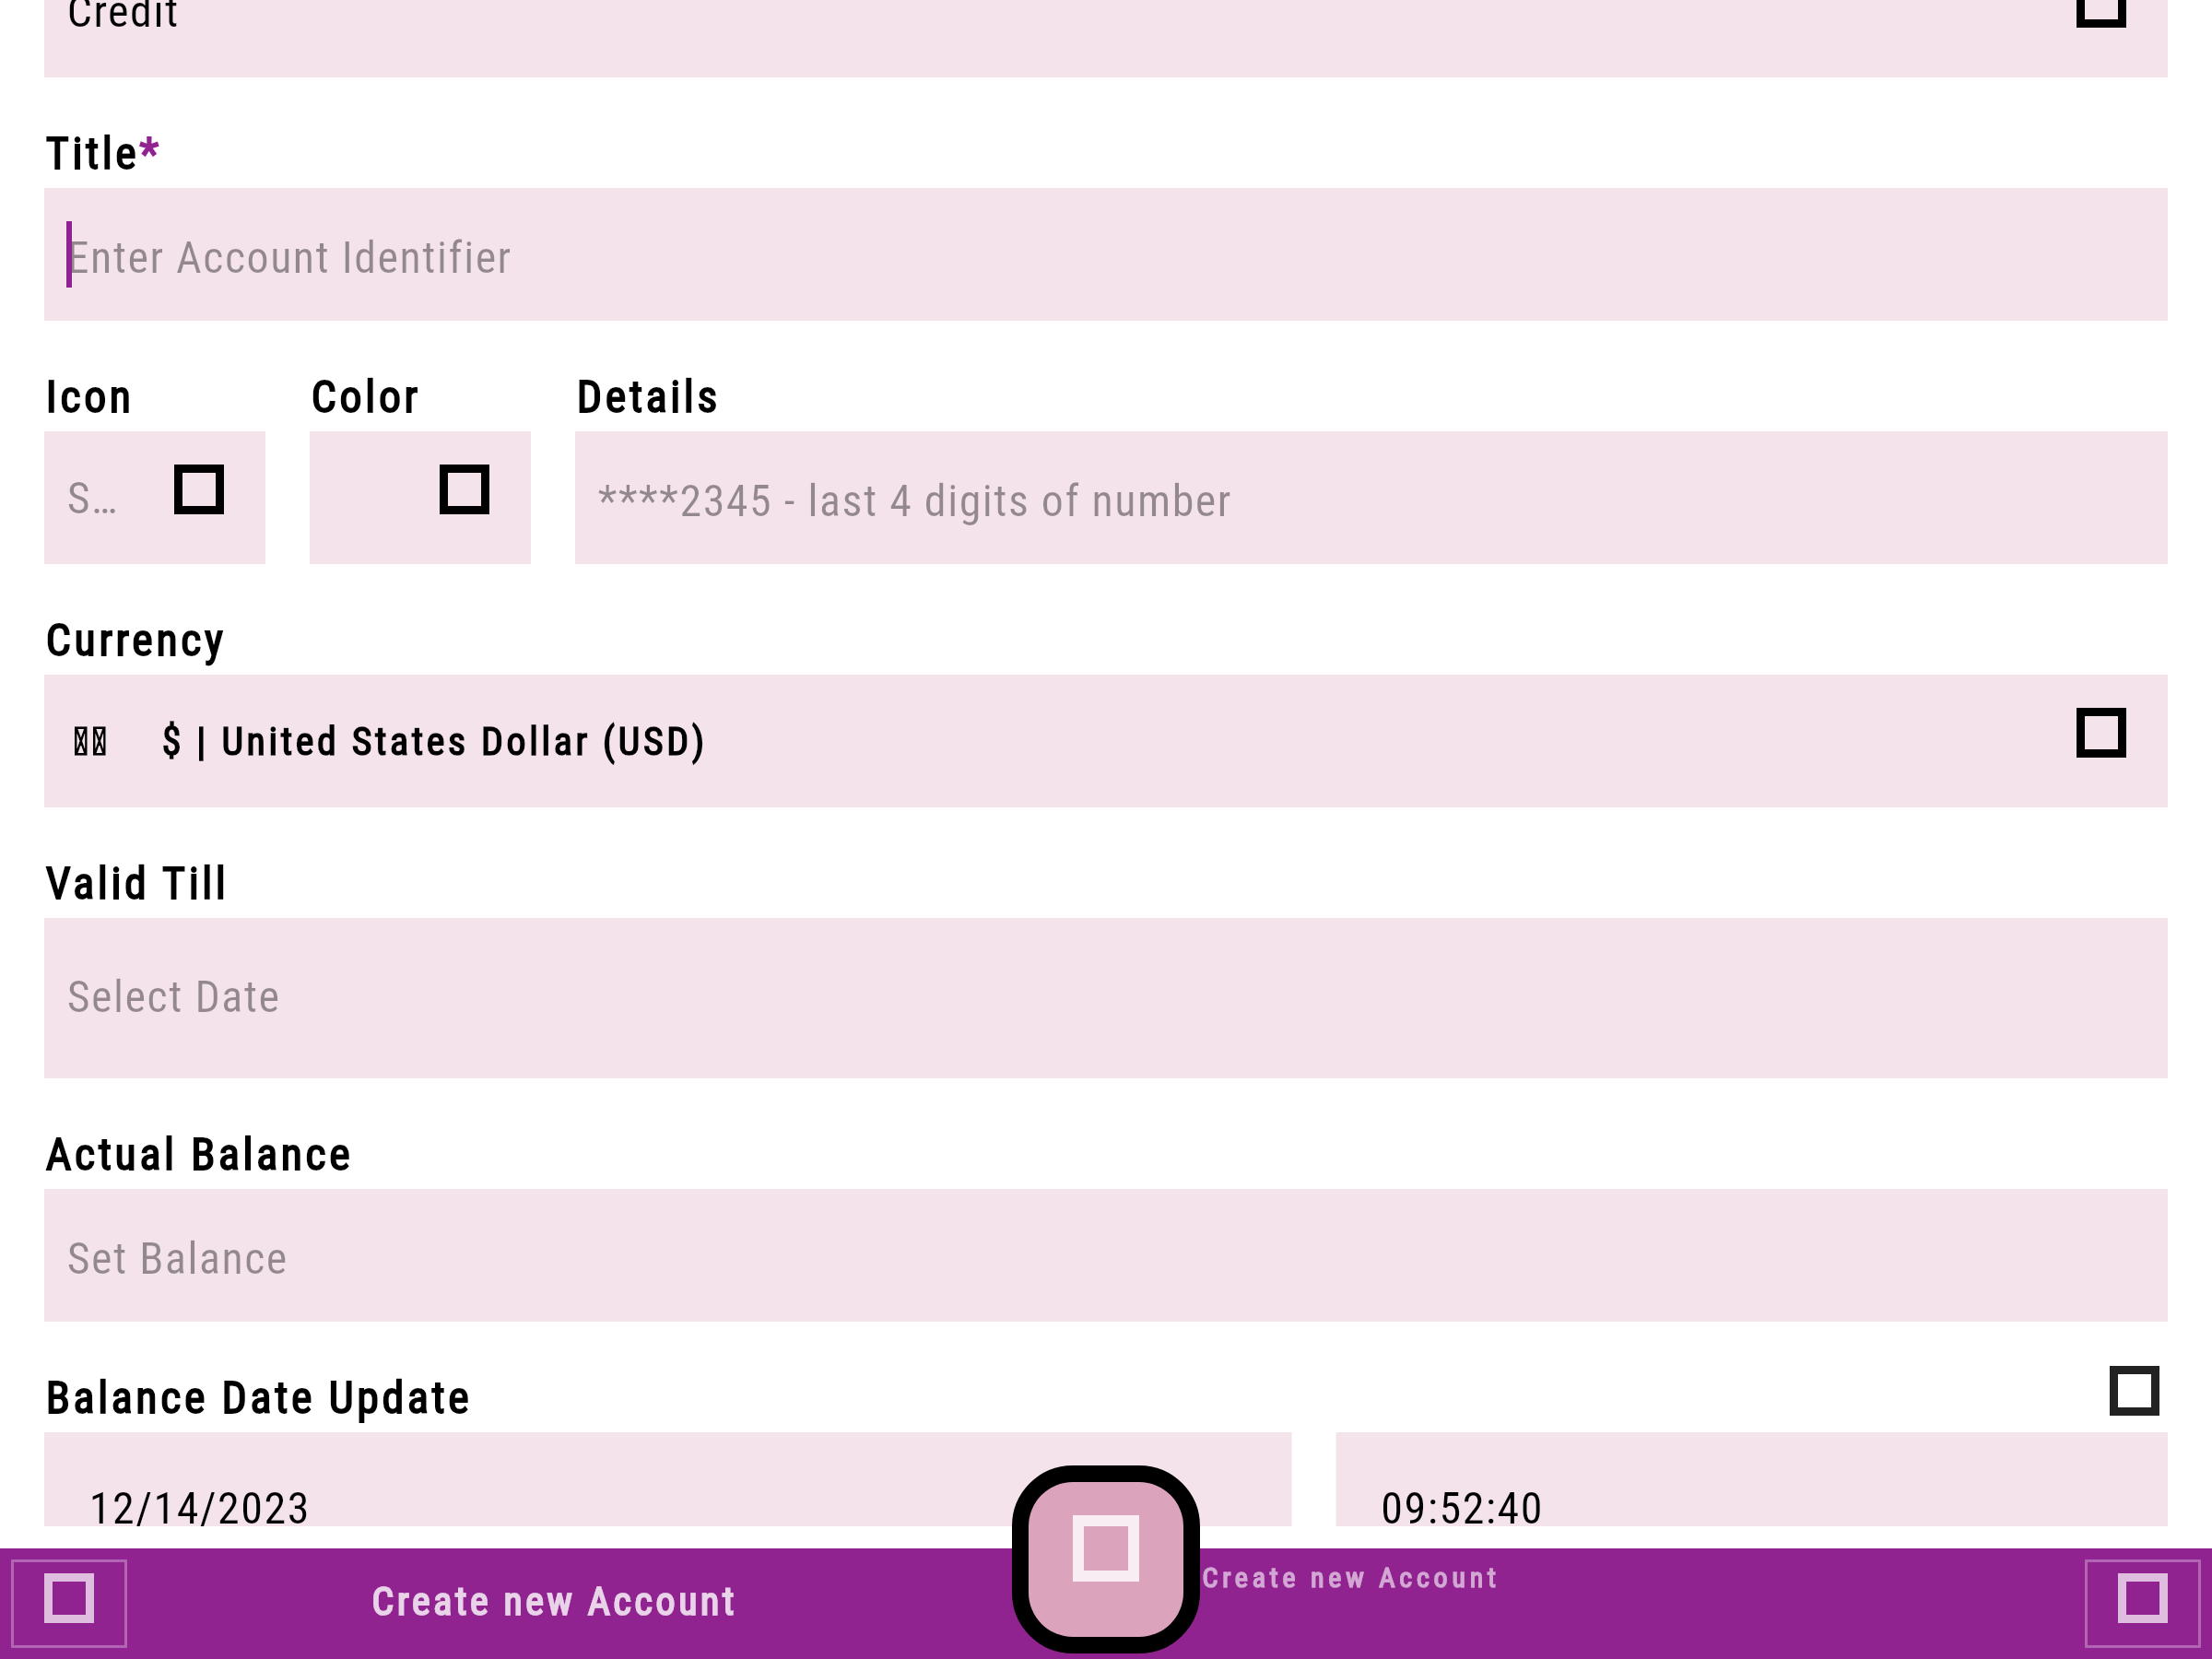 Credit
Title*
Enter Account Identifier
Icon Color Details
S… ****2345 - last 4 digits of number
Currency
$ | United States Dollar (USD)
Valid Till
Select Date
Actual Balance
Set Balance
Balance Date Update
12/14/2023 09:52:40
Create new Account Create new Account